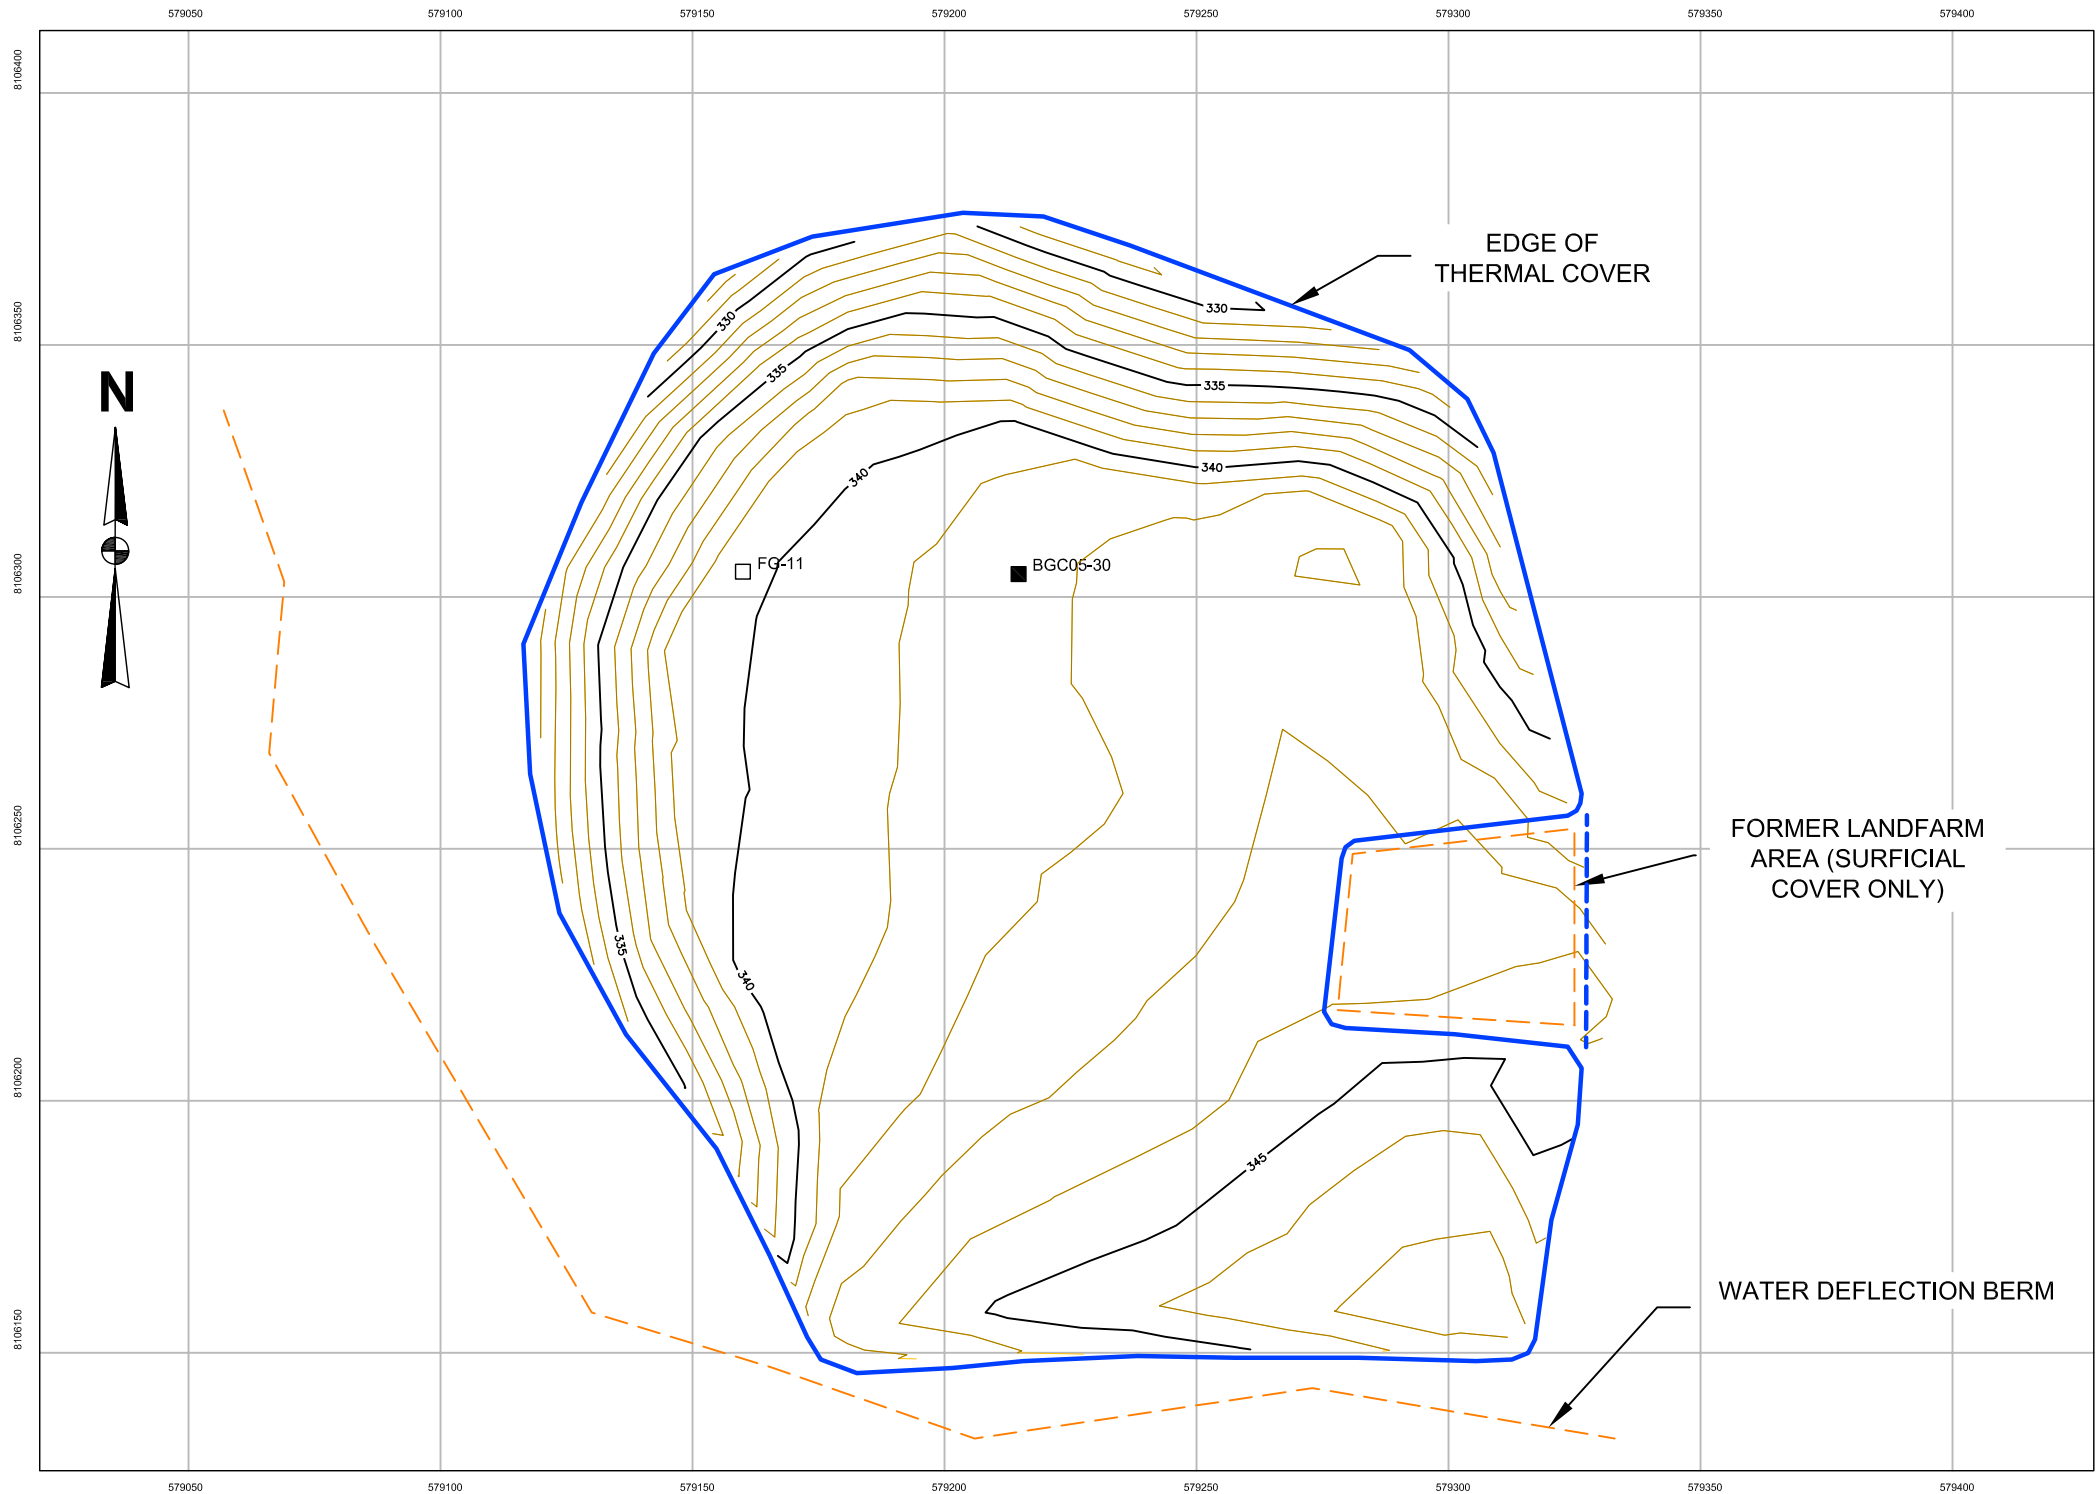 579050 579100 579150 579200 579250 579300 579350 579400
8106400
EDGE OF
THERMAL COVER
330
330
8106350
335
335
N
340
340
FG-11
BGC05-30
8106300
FORMER LANDFARM
AREA (SURFICIAL
COVER ONLY)
8106250
335
340
8106200
345
WATER DEFLECTION BERM
8106150
579050 579100 579150 579200 579250 579300 579350 579400